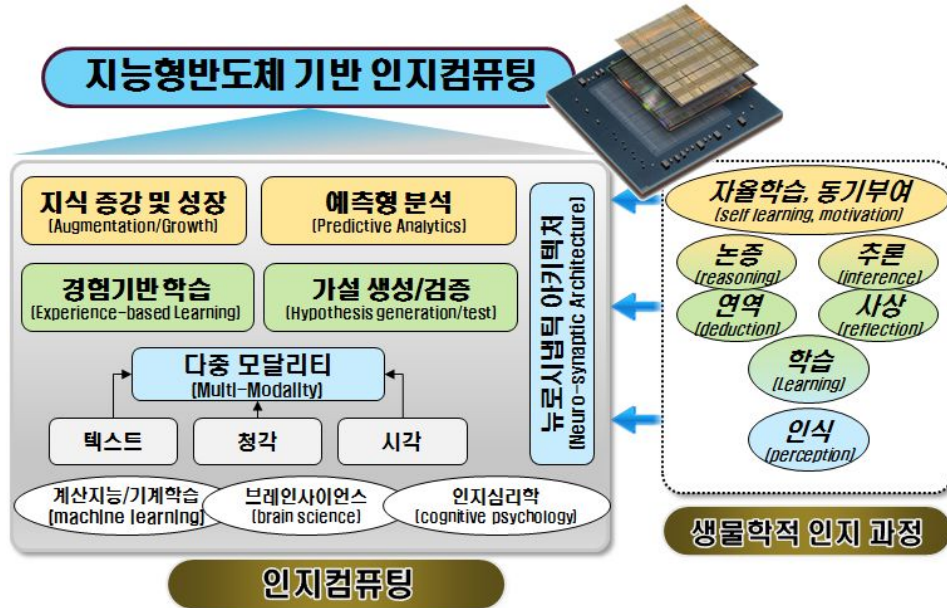 지능형반도체 기반 인지컴퓨팅
지식 증강 및 성장
(Augmentation/Growth)
예측형 분석
(Predictive Analytics)
경험기반 학습
(Experience-based Learning)
가설 생성/검증
(Hypothesis generation/test)
다중 모달리티
(Multi-Modality)
텍스트
청각
시각
계산지능/기계학습
(machine learning)
브레인사이언스
(brain science)
인지심리학
(cognitive psychology)
뉴로시냅틱 아키텍처
(Neuro-synaptic Architecture)
인지컴퓨팅
자율학습, 동기부여
(self learning, motivation)
논증
(reasoning)
추론
(inference)
연역
(deduction)
사상
(reflection)
학습
(Learning)
인식
(perception)
생물학적 인지 과정